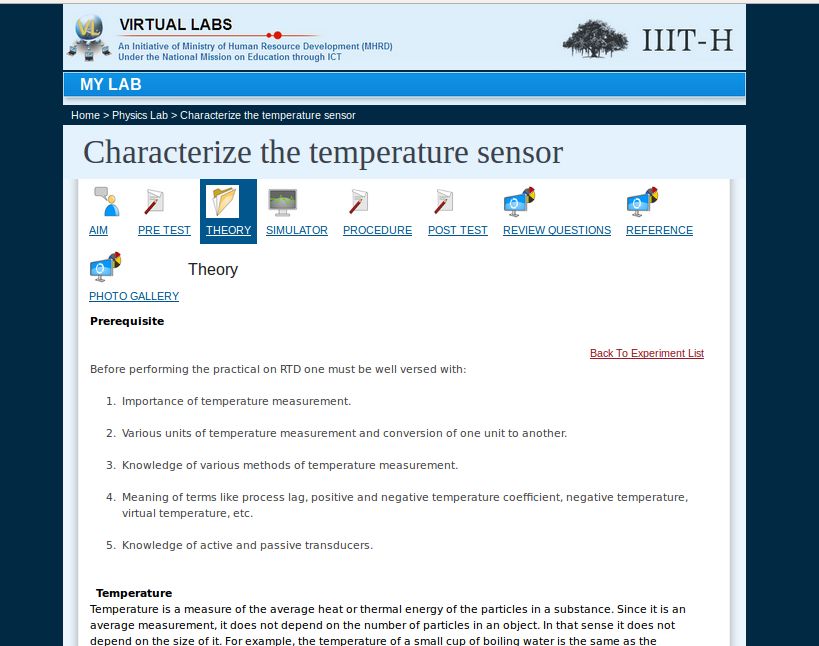 VIRTUAL LABS
An Initiative of Ministry of Human Resource Development (MHRD)
Under the National Mission on Education through ICT
IIIT-H
MY LAB
Home > Physics Lab > Characterize the temperature sensor
Characterize the temperature sensor
AIM
PRE TEST
THEORY
SIMULATOR
PROCEDURE
POST TEST
REVIEW QUESTIONS
REFERENCE
PHOTO GALLERY
Theory
Prerequisite
Back To Experiment List
Before performing the practical on RTD one must be well versed with:
1. Importance of temperature measurement.
2. Various units of temperature measurement and conversion of one unit to another.
3. Knowledge of various methods of temperature measurement.
4. Meaning of terms like process lag, positive and negative temperature coefficient, negative temperature,
virtual temperature, etc.
5. Knowledge of active and passive transducers.
Temperature
Temperature is a measure of the average heat or thermal energy of the particles in a substance. Since it is an
average measurement, it does not depend on the number of particles in an object. In that sense it does not
depend on the size of it. For example, the temperature of a small cup of boiling water is the same as the